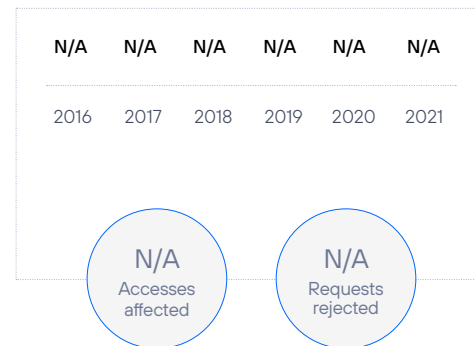 N/A N/A N/A N/A N/A N/A
2016 2017 2018 2019 2020 2021
N/A
Accesses
affected
N/A
Requests
rejected